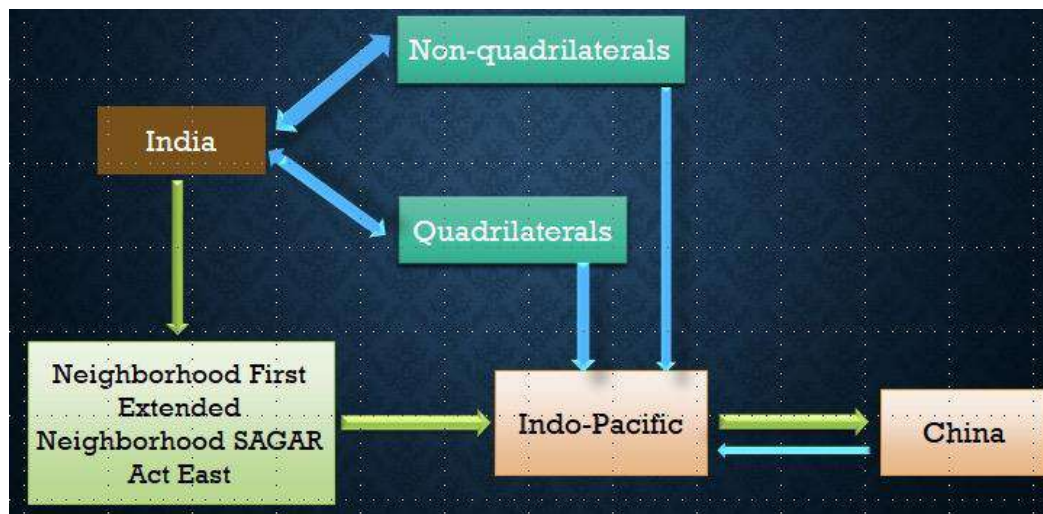 Non-quadrilaterals
India
Quadrilaterals
Neighborhood First
Extended
Neighborhood SAGAR
Act East
Indo-Pacific
China